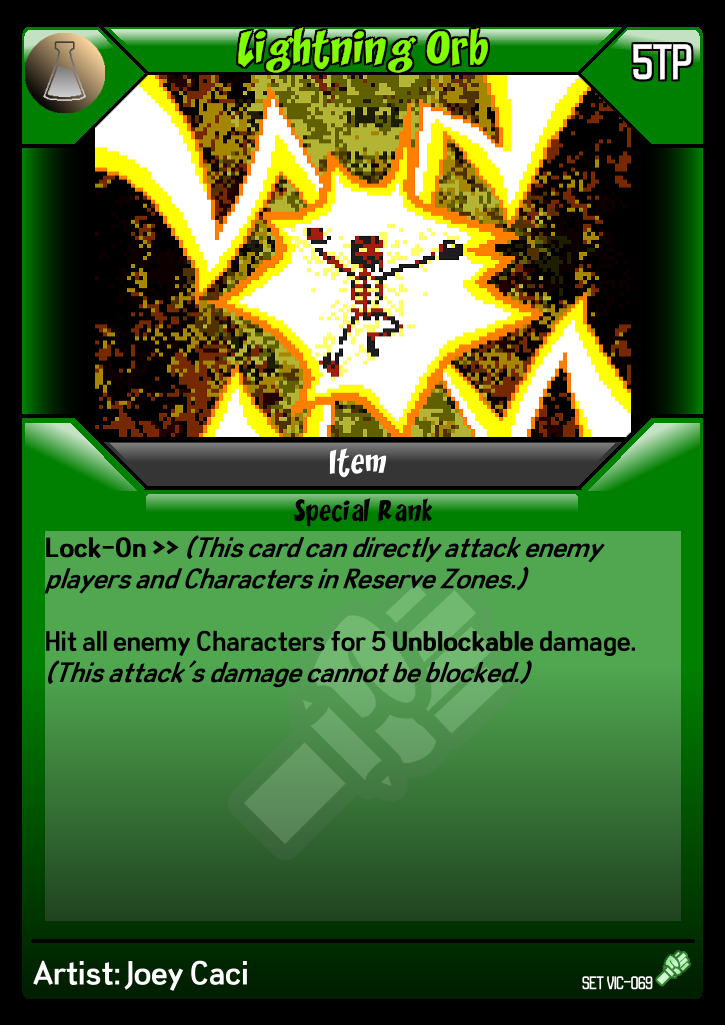 Lightning Orb
5TP
Item
Special Rank
Lock-On >> (This card can directly attack enemy
players and Characters in Reserve Zones.)
Hit all enemy Characters for 5 Unblockable damage.
(This attack's damage cannot be blocked.)
Artist: Joey Caci
SET VIC-069